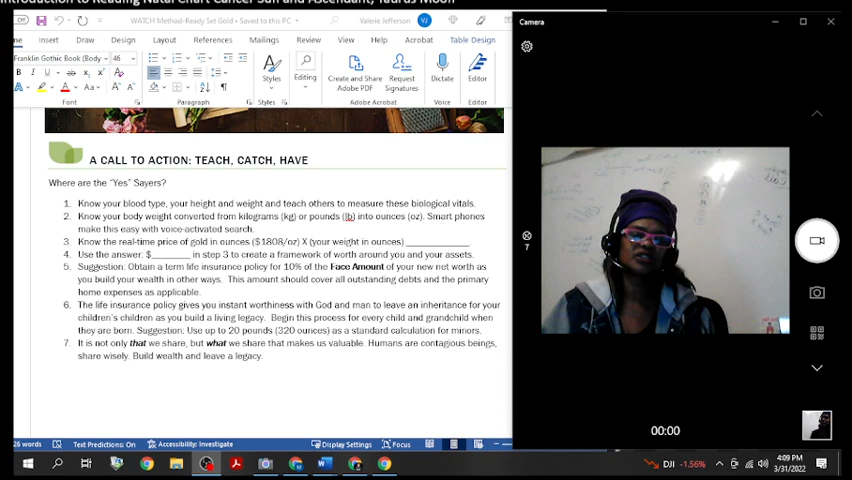 Introduction to Reading Natal Chart Cancer Sun and Ascendant, Taurus Moon
Off
WATCH Method-Ready Set Gold • Saved to this PC
Valerie Jefferson
VJ
Camera
me Insert Layout References Mailings Review View Help Acrobat Table Design
Franklin Gothic Book (Body 46
Styles
Editing
Create and Share
Adobe PDF
Request
Signatures
Dictate
Editor
Font
Paragraph
Styles
Adobe Acrobat
Voice
Editor
A CALL TO ACTION: TEACH, CATCH, HAVE
Where are the "Yes" Sayers?
1. Know your blood type, your height and weight and teach others to measure these biological vitals.
2. Know your body weight converted from kilograms (kg) or pounds (lb) into ounces (oz). Smart phones
make this easy with voice-activated search.
3. Know the real-time price of gold in ounces ($1808/oz) X (your weight in ounces) ____________
4. Use the answer: $________ in step 3 to create a framework of worth around you and your assets.
5. Suggestion: Obtain a term life insurance policy for 10% of the Face Amount of your new net worth as
you build your wealth in other ways. This amount should cover all outstanding debts and the primary
home expenses as applicable.
6. The life insurance policy gives you instant worthiness with God and man to leave an inheritance for your
children's children as you build a living legacy. Begin this process for every child and grandchild when
they are born. Suggestion: Use up to 20 pounds (320 ounces) as a standard calculation for minors.
7. It is not only that we share, but what we share that makes us valuable. Humans are contagious beings,
share wisely. Build wealth and leave a legacy.
7
00:00
26 words
Text Predictions: On
Accessibility: Investigate
Display Settings
Focus
DJI -1.56%
4:09 PM
3/31/2022